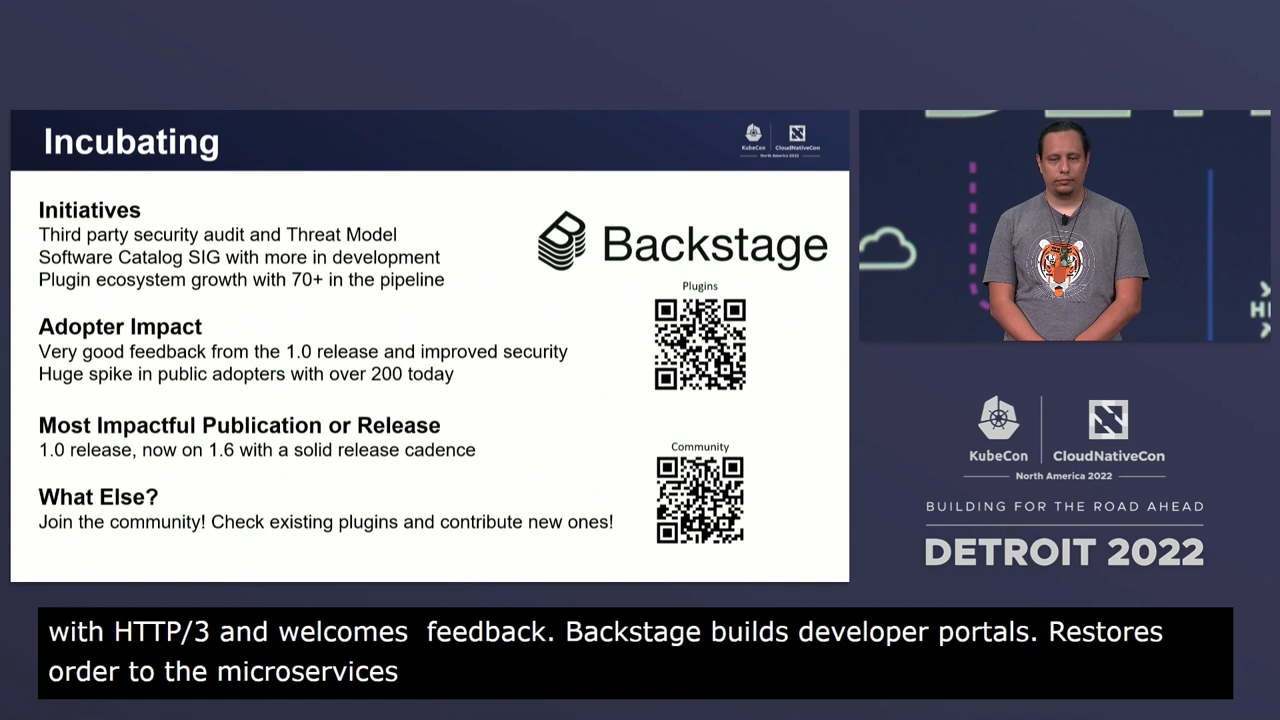 Incubating
KubeCon
CloudNativeCon
North America 2022
Initiatives
Third party security audit and Threat Model
Software Catalog SIG with more in development
Plugin ecosystem growth with 70+ in the pipeline
Backstage
Plugins
Adopter Impact
Very good feedback from the 1.0 release and improved security
Huge spike in public adopters with over 200 today
Most Impactful Publication or Release
1.0 release, now on 1.6 with a solid release cadence
Community
What Else?
Join the community! Check existing plugins and contribute new ones!
KubeCon
CloudNativeCon
North America 2022
BUILDING FOR THE ROAD AHEAD
DETROIT 2022
with HTTP/3 and welcomes  feedback. Backstage builds developer portals. Restores
order to the microservices